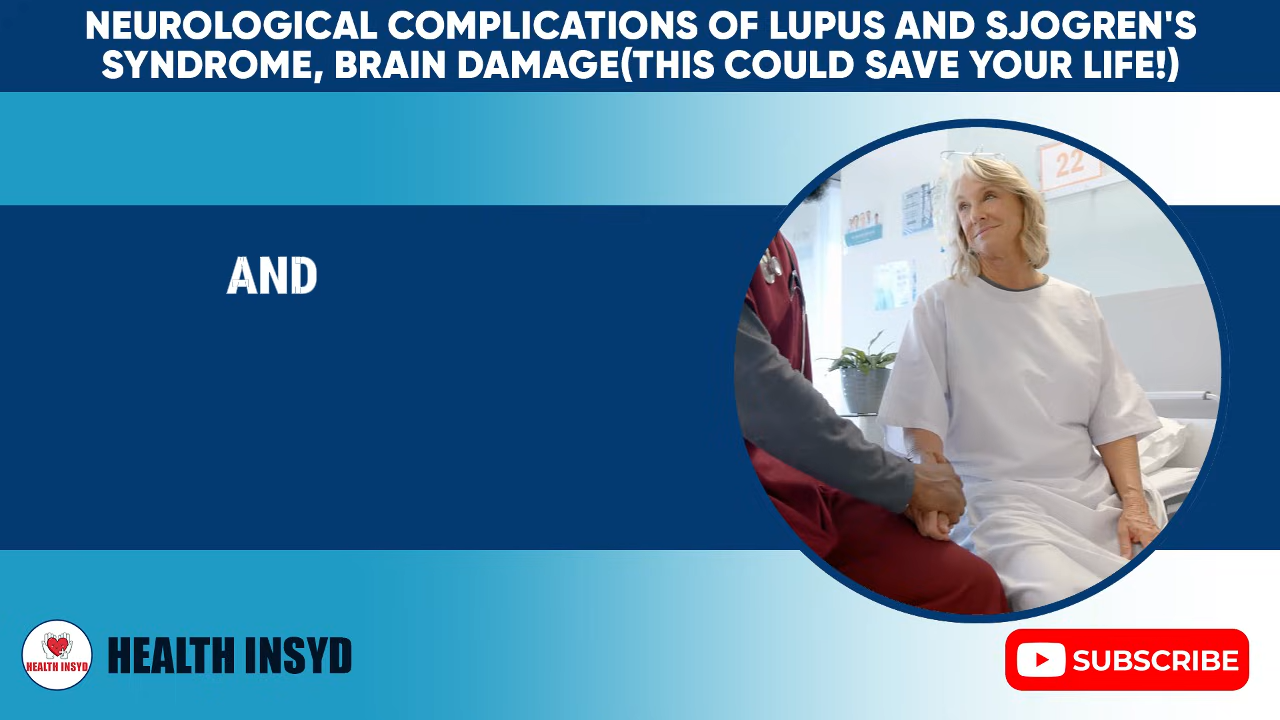 NEUROLOGICAL COMPLICATIONS OF LUPUS AND SJOGREN'S
SYNDROME, BRAIN DAMAGE(THIS COULD SAVE YOUR LIFE!)
22
AND
HEALTH INSYD
HEALTH INSYD
SUBSCRIBE